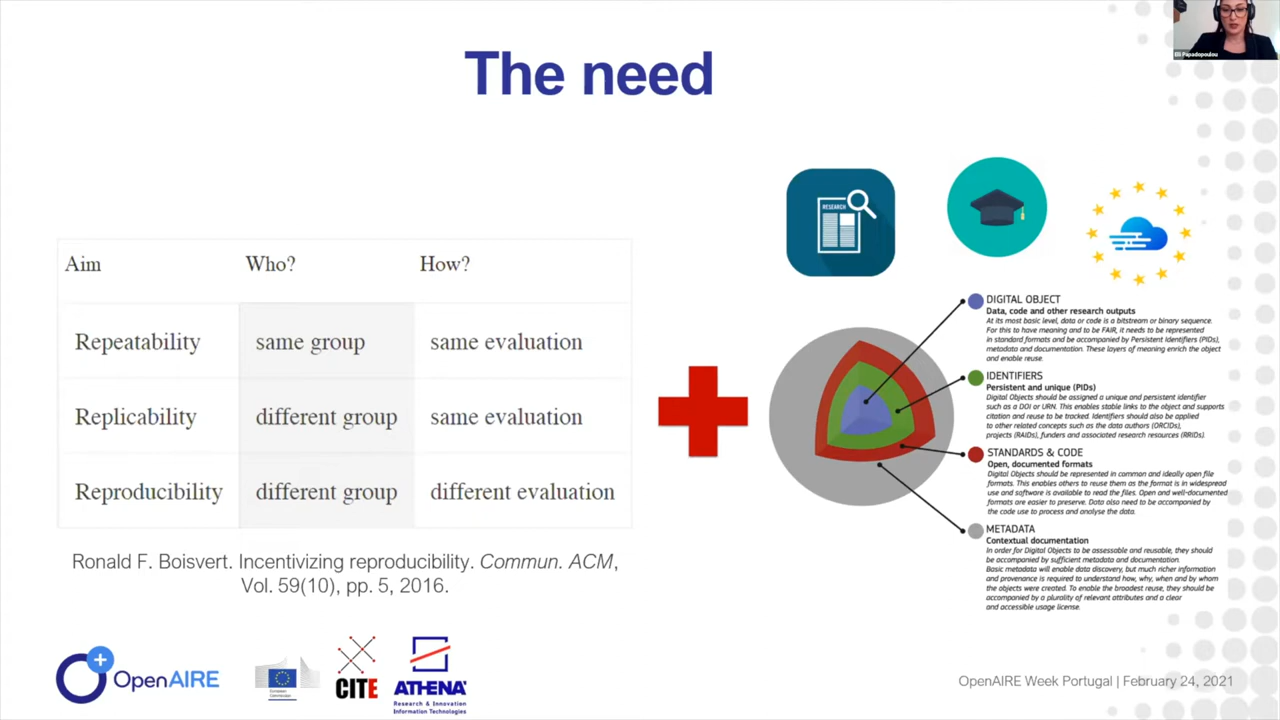 Eli Papadopoulou
The need
RESEARCH
Aim Who? How?
Repeatability same group same evaluation
Replicability different group same evaluation
Reproducibility different group different evaluation
Ronald F. Boisvert. Incentivizing reproducibility. Commun. ACM,
Vol. 59(10), pp. 5, 2016.
DIGITAL OBJECT
Data, code and other research outputs
At its most basic level, data or code is a bitstream or binary sequence.
For this to have meaning and to be FAIR, it needs to be represented
in standard formats and be accompanied by Persistent Identifiers (PIDs),
metadata and documentation. These layers of meaning enrich the object
and enable reuse.
IDENTIFIERS
Persistent and unique (PIDs)
Digital Objects should be assigned a unique and persistent identifier
such as a DOI or URN. This enables stable links to the object and supports
citation and reuse to be tracked. Identifiers should also be applied
to other related concepts such as the data authors (ORCIDs),
projects (RAIDs), funders and associated research resources (RRIDs).
STANDARDS & CODE
Open, documented formats
Digital Objects should be represented in common and ideally open file
formats. This enables others to reuse them as the format is in widespread
use and software is available to read the files. Open and well-documented
formats are easier to preserve. Data also need to be accompanied by
the code use to process and analyse the data.
METADATA
Contextual documentation
In order for Digital Objects to be assessable and reusable, they should
be accompanied by sufficient metadata and documentation.
Basic metadata will enable data discovery, but much richer information
and provenance is required to understand how, why, when and by whom
the objects were created. To enable the broadest reuse, they should be
accompanied by a plurality of relevant attributes and a clear
and accessible usage license.
OpenAIRE
European
Commission
CITE
ATHENA
Research & Innovation
Information Technologies
OpenAIRE Week Portugal | February 24, 2021